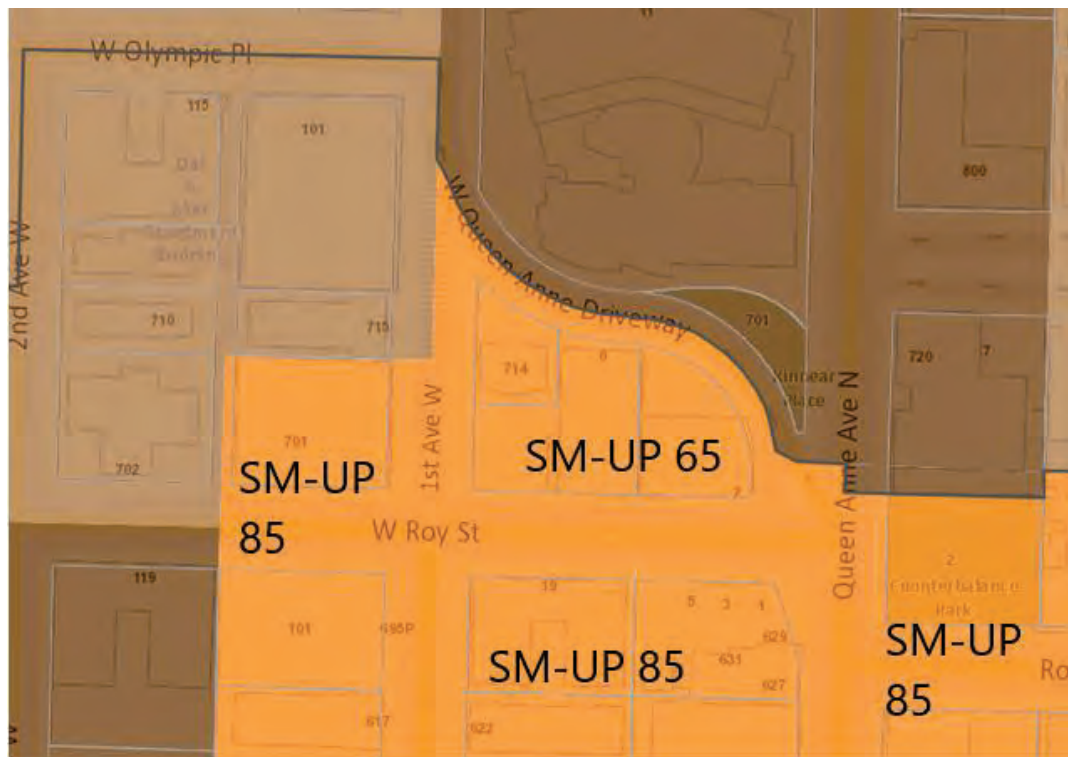 11
W Olympic Pl
115
101
800
W Queen Anne Driveway
2nd Ave W
710
715
701
720
7
714
6
Kinnear
Place
701
702
SM-UP
85
1st Ave W
SM-UP 65
7
Queen Anne Ave N
W Roy St
2
Counterbalance
Park
119
19
5 3 1
101
695P
629
631
627
SM-UP 85
SM-UP
85
Ro
617
622
W